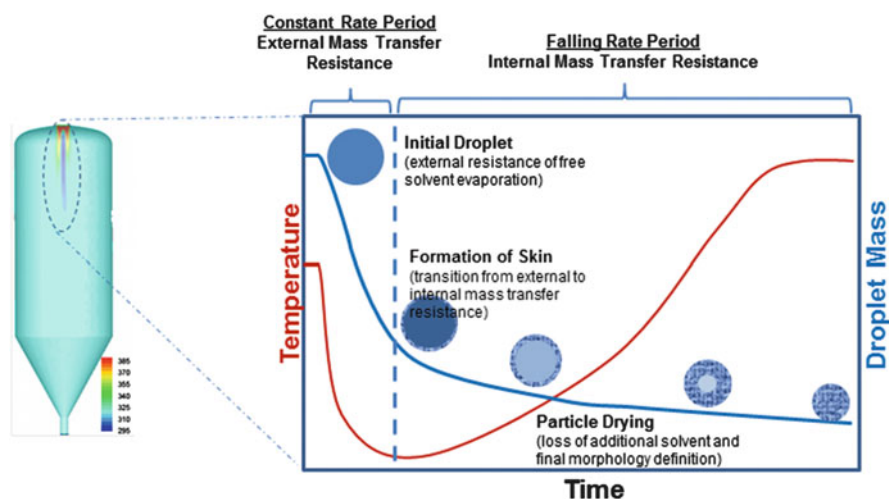 Constant Rate Period
External Mass Transfer
Resistance
Falling Rate Period
Internal Mass Transfer Resistance
Initial Droplet
(external resistance of free
solvent evaporation)
Formation of Skin
(transition from external to
internal mass transfer
resistance)
Particle Drying
(loss of additional solvent and
final morphology definition)
Temperature
Droplet Mass
Time
385
370
355
340
325
310
295